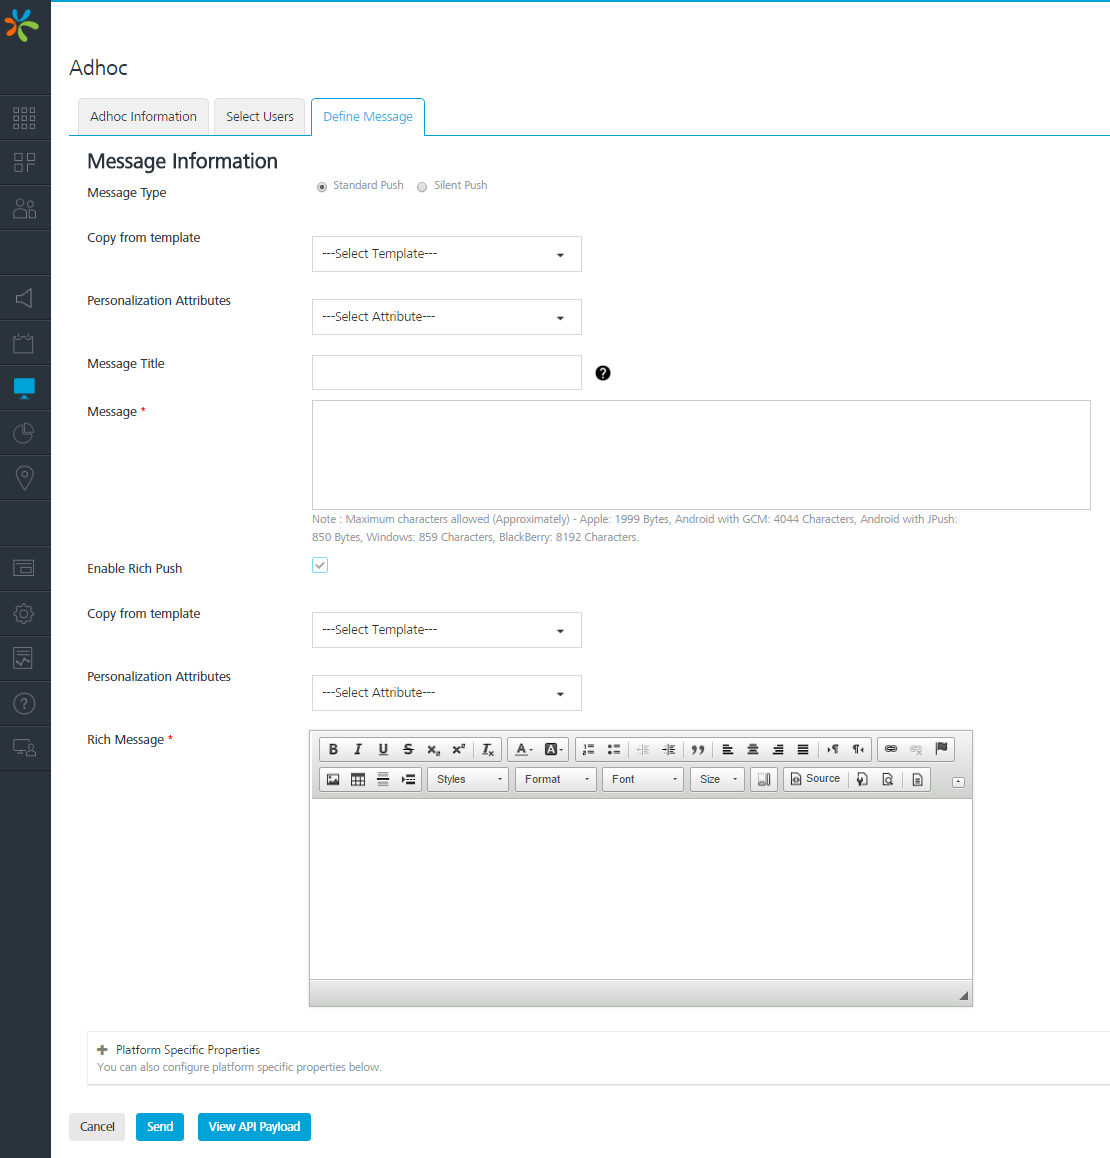 Adhoc
Adhoc Information Select Users Define Message
Message Information
Message Type Standard Push Silent Push
Copy from template ---Select Template---
Personalization Attributes ---Select Attribute---
Message Title
Message *
Note : Maximum characters allowed (Approximately) - Apple: 1999 Bytes, Android with GCM: 4044 Characters, Android with JPush:
850 Bytes, Windows: 859 Characters, BlackBerry: 8192 Characters.
Enable Rich Push
Copy from template ---Select Template---
Personalization Attributes ---Select Attribute---
Rich Message *
Styles Format Font Size Source
Platform Specific Properties
You can also configure platform specific properties below.
Cancel Send View API Payload